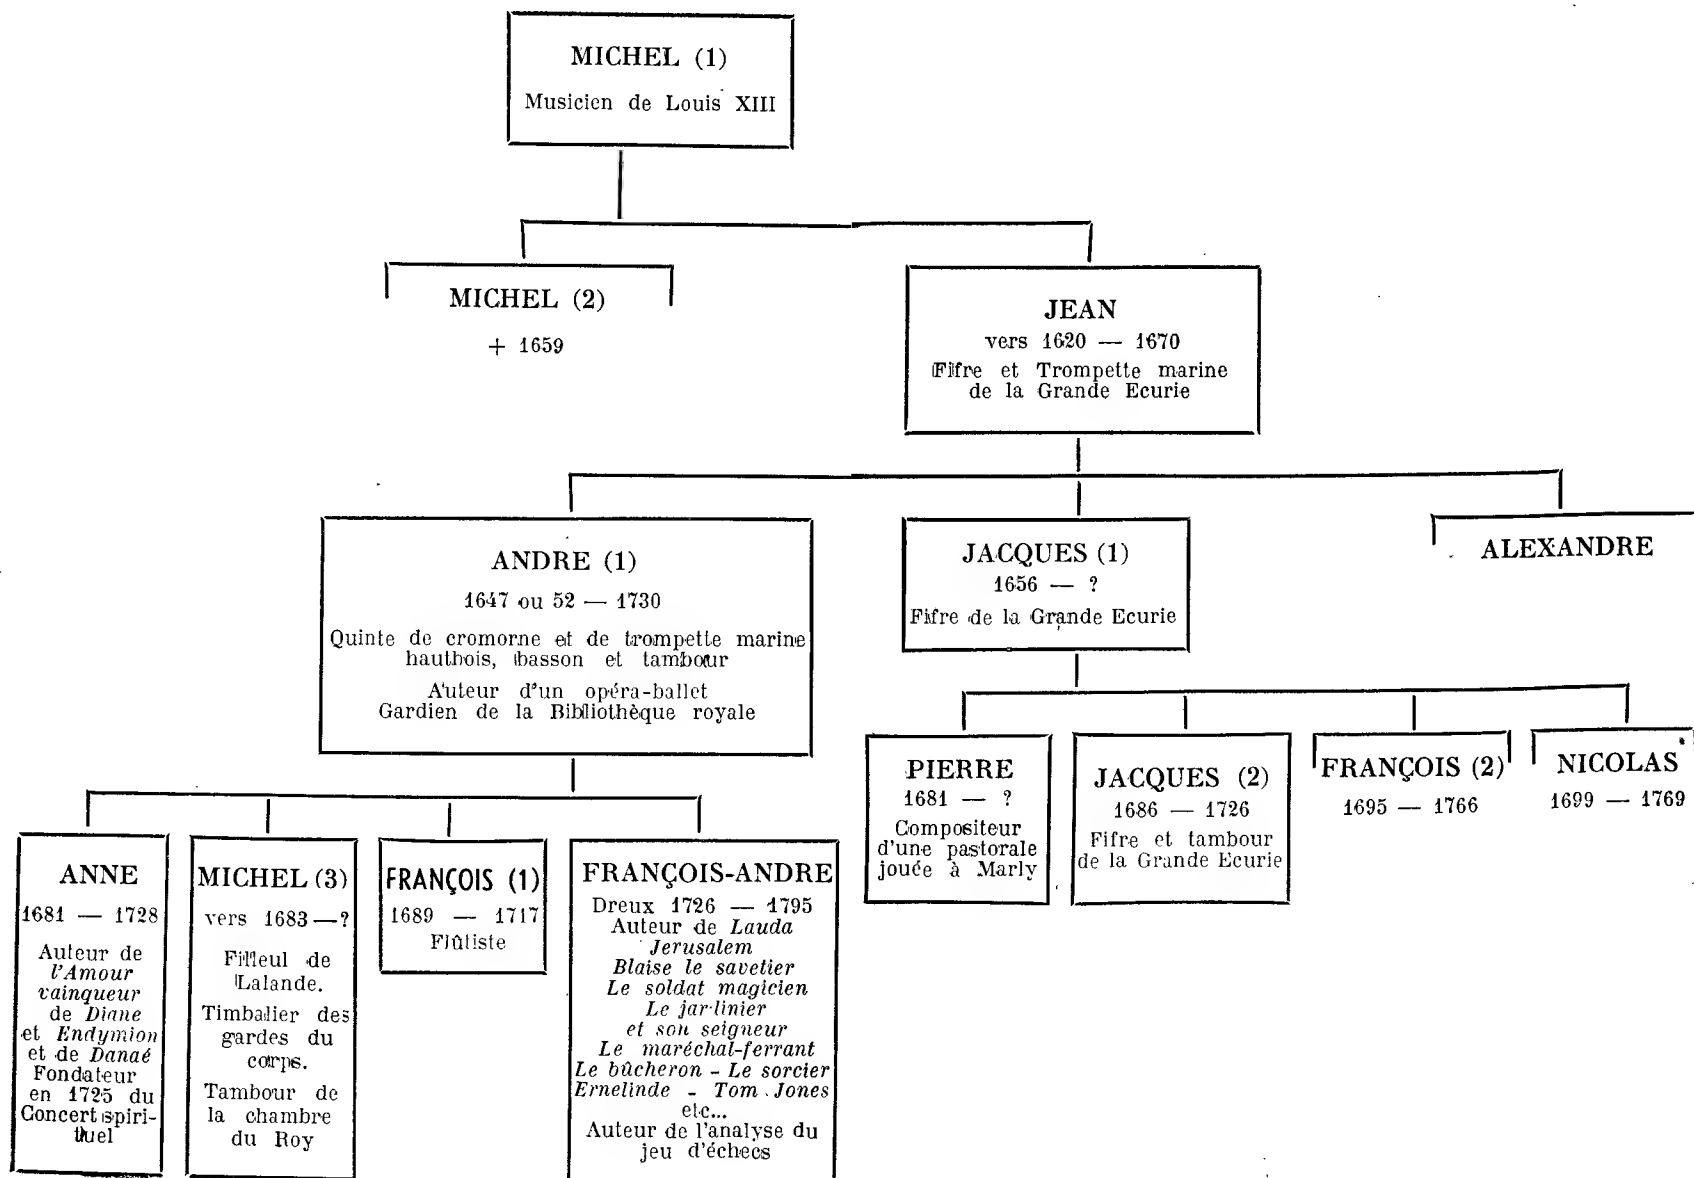 MICHEL (1)
Musicien de Louis XIII
MICHEL (2)
+ 1659
JEAN
vers 1620 — 1670
Fifre et Trompette marine
de la Grande Ecurie
ANDRE (1)
1647 ou 52 — 1730
Quinte de cromorne et de trompette marine
hautbois, basson et tambour
Auteur d'un opéra-ballet
Gardien de la Bibliothèque royale
JACQUES (1)
1656 — ?
Fifre de la Grande Ecurie
ALEXANDRE
PIERRE
1681 — ?
Compositeur
d'une pastorale
jouée à Marly
JACQUES (2)
1686 — 1726
Fifre et tambour
de la Grande Ecurie
FRANÇOIS (2)
1695 — 1766
NICOLAS
1699 — 1769
ANNE
1681 — 1728
Auteur de
l'Amour
vainqueur
de Diane
et Endymion
et de Danaé
Fondateur
en 1725 du
Concert spiri-
tuel
MICHEL (3)
vers 1683 — ?
Filleul de
Lalande.
Timbalier des
gardes du
corps.
Tambour de
la chambre
du Roy
FRANÇOIS (1)
1689 — 1717
Flûtiste
FRANÇOIS-ANDRE
Dreux 1726 — 1795
Auteur de Lauda
Jerusalem
Blaise le savetier
Le soldat magicien
Le jardinier
et son seigneur
Le maréchal-ferrant
Le bûcheron - Le sorcier
Ernelinde - Tom Jones
etc...
Auteur de l'analyse du
jeu d'échecs